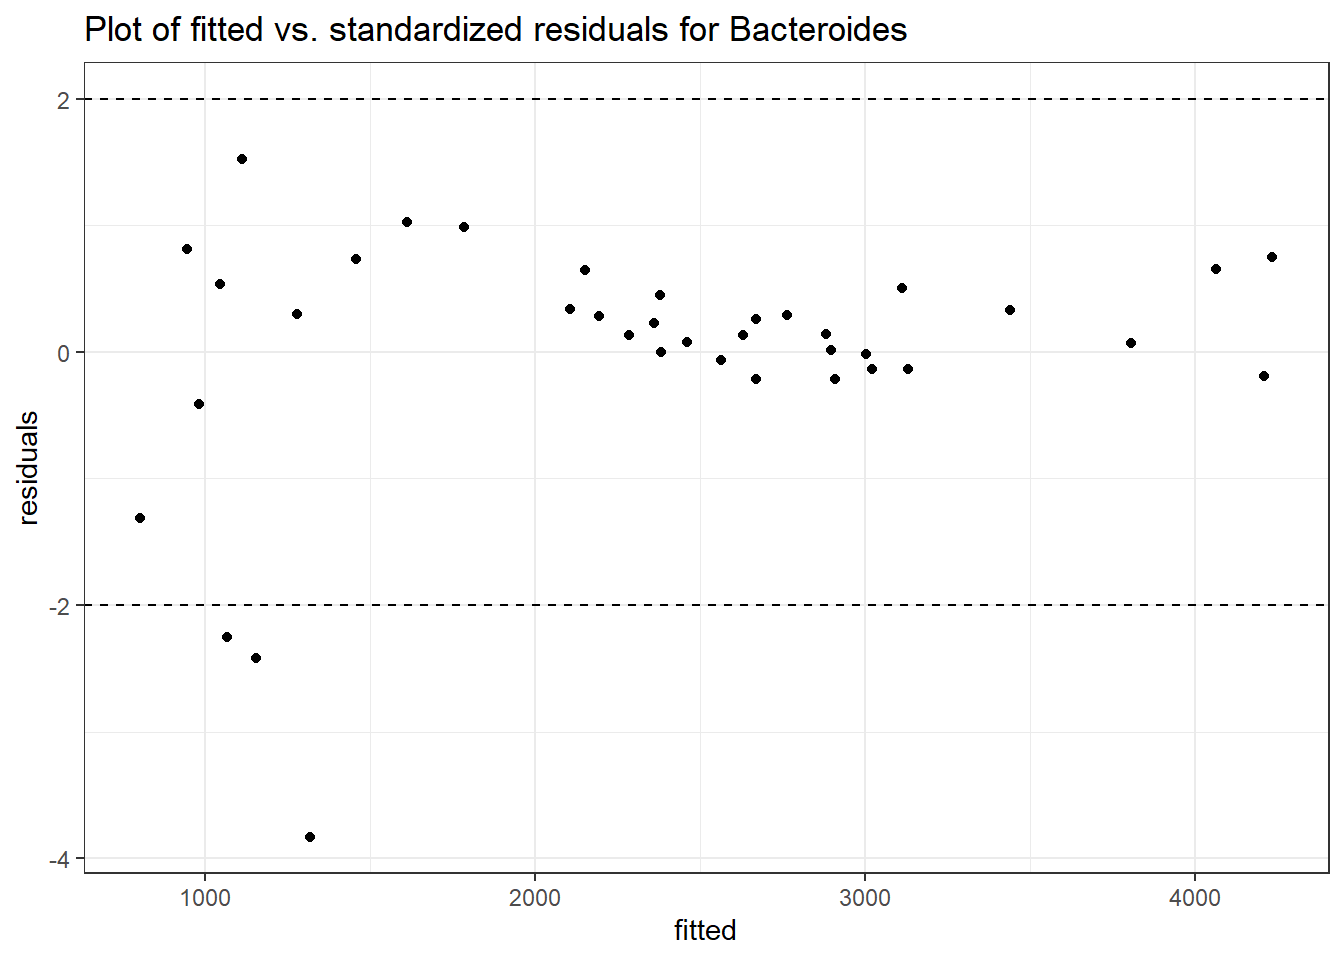 Plot of fitted vs. standardized residuals for Bacteroides
2
0
-2
-4
residuals
1000 2000 3000 4000
fitted